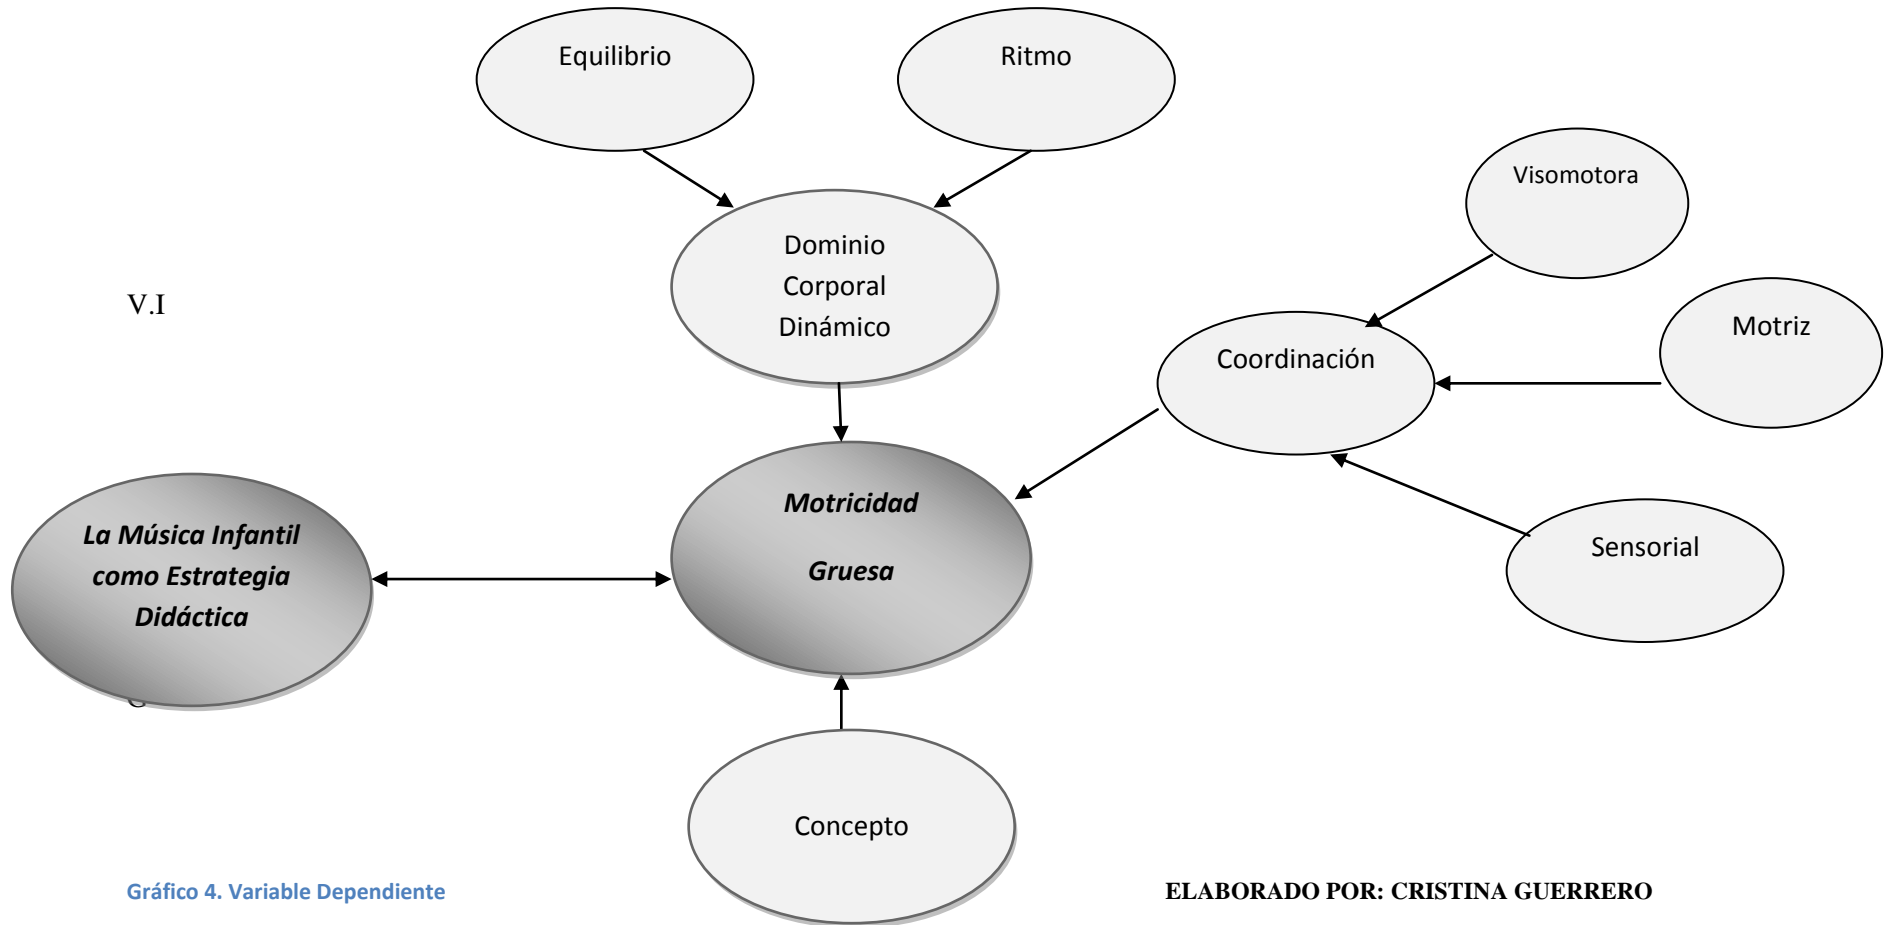 Equilibrio
Ritmo
Visomotora
Dominio
Corporal
Dinámico
V.I
Motriz
Coordinación
Motricidad
Gruesa
La Música Infantil
como Estrategia
Didáctica
Sensorial
Concepto
Gráfico 4. Variable Dependiente
ELABORADO POR: CRISTINA GUERRERO